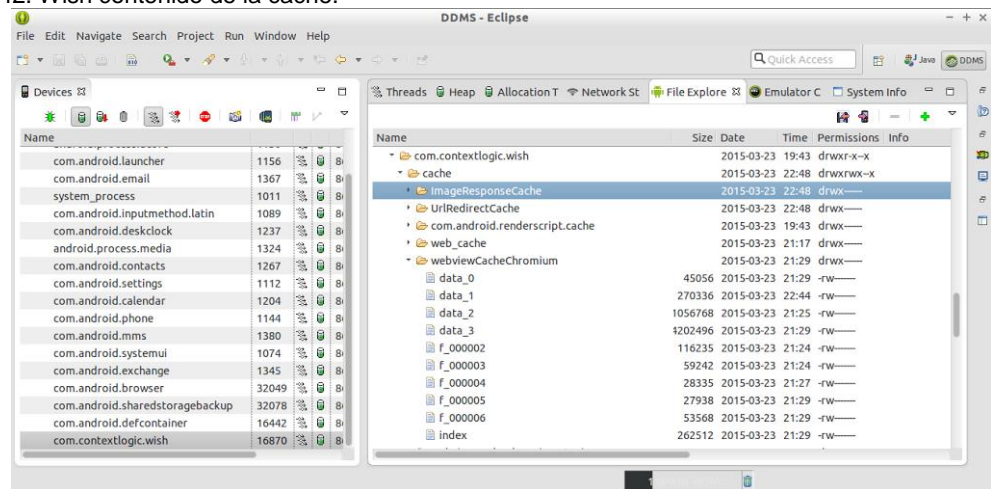 42. Wish contenido de la caché.
DDMS - Eclipse
File Edit Navigate Search Project Run Window Help
Quick Access Java DDMS
Devices
Name
com.android.launcher 1156
com.android.email 1367
system_process 1011
com.android.inputmethod.latin 1089
com.android.deskclock 1237
android.process.media 1324
com.android.contacts 1267
com.android.settings 1112
com.android.calendar 1204
com.android.phone 1144
com.android.mms 1380
com.android.systemui 1074
com.android.exchange 1345
com.android.browser 32049
com.android.sharedstoragebackup 32078
com.android.defcontainer 16442
com.contextlogic.wish 16870
Threads Heap Allocation T Network St File Explore Emulator C System Info
Name Size Date Time Permissions Info
com.contextlogic.wish 2015-03-23 19:43 drwxr-x--x
cache 2015-03-23 22:48 drwxrwx--x
ImageResponseCache 2015-03-23 22:48 drwx------
UrlRedirectCache 2015-03-23 22:48 drwx------
com.android.renderscript.cache 2015-03-23 19:43 drwx------
web_cache 2015-03-23 21:17 drwx------
webviewCacheChromium 2015-03-23 21:29 drwx------
data_0 45056 2015-03-23 21:29 -rw-------
data_1 270336 2015-03-23 22:44 -rw-------
data_2 1056768 2015-03-23 21:25 -rw-------
data_3 4202496 2015-03-23 21:29 -rw-------
f_000002 116235 2015-03-23 21:24 -rw-------
f_000003 59242 2015-03-23 21:24 -rw-------
f_000004 28335 2015-03-23 21:27 -rw-------
f_000005 27938 2015-03-23 21:29 -rw-------
f_000006 53568 2015-03-23 21:29 -rw-------
index 262512 2015-03-23 21:29 -rw-------